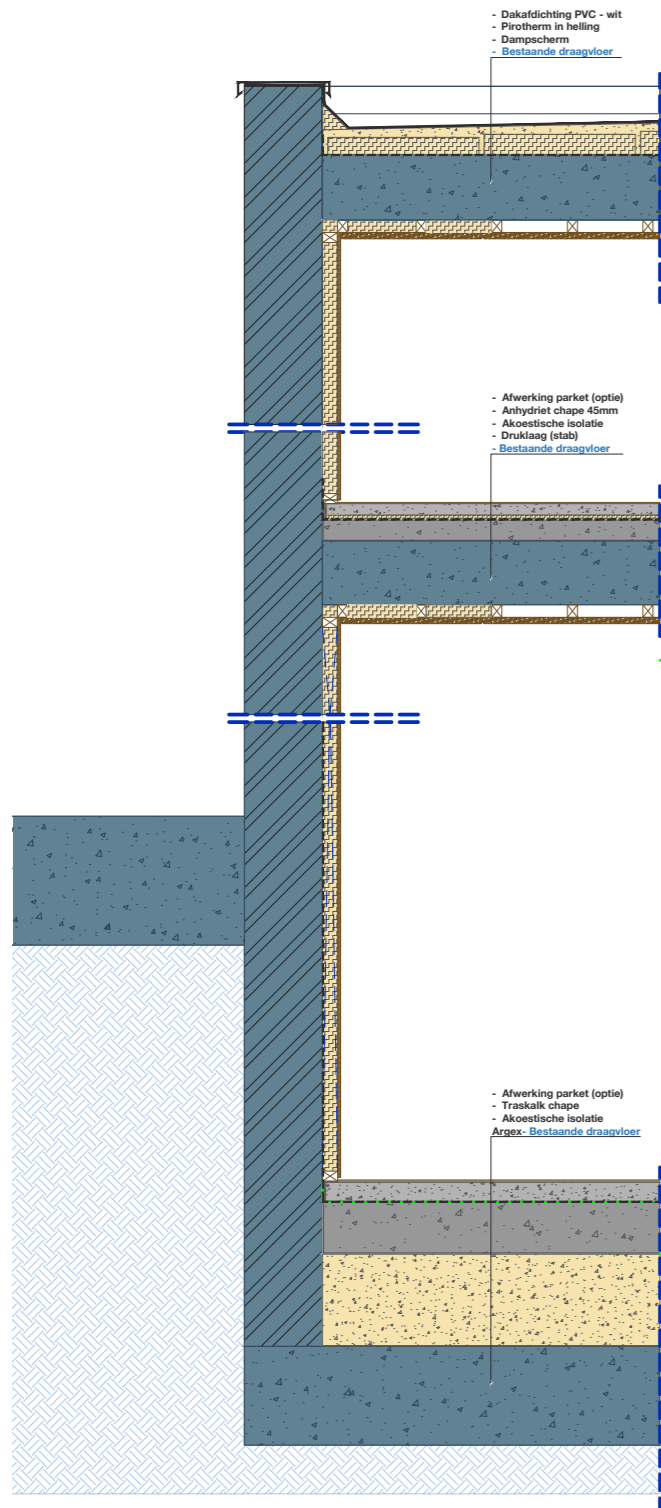 - Dakafdichting PVC - wit
- Pirotherm in helling
- Dampscherm
- Bestaande draagvloer
- Afwerking parket (optie)
- Anhydriet chape 45mm
- Akoestische isolatie
- Druklaag (stab)
- Bestaande draagvloer
- Afwerking parket (optie)
- Traskalk chape
- Akoestische isolatie
Argex- Bestaande draagvloer